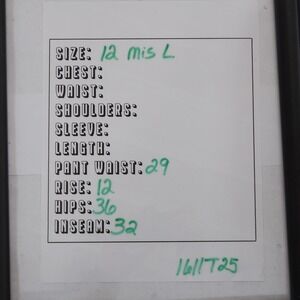 SIZE: 12 mis L
CHEST:
WAIST:
SHOULDERS:
SLEEVE:
LENGTH:
PANT WAIST: 29
RISE: 12
HIPS: 36
INSEAM: 32
1611T25